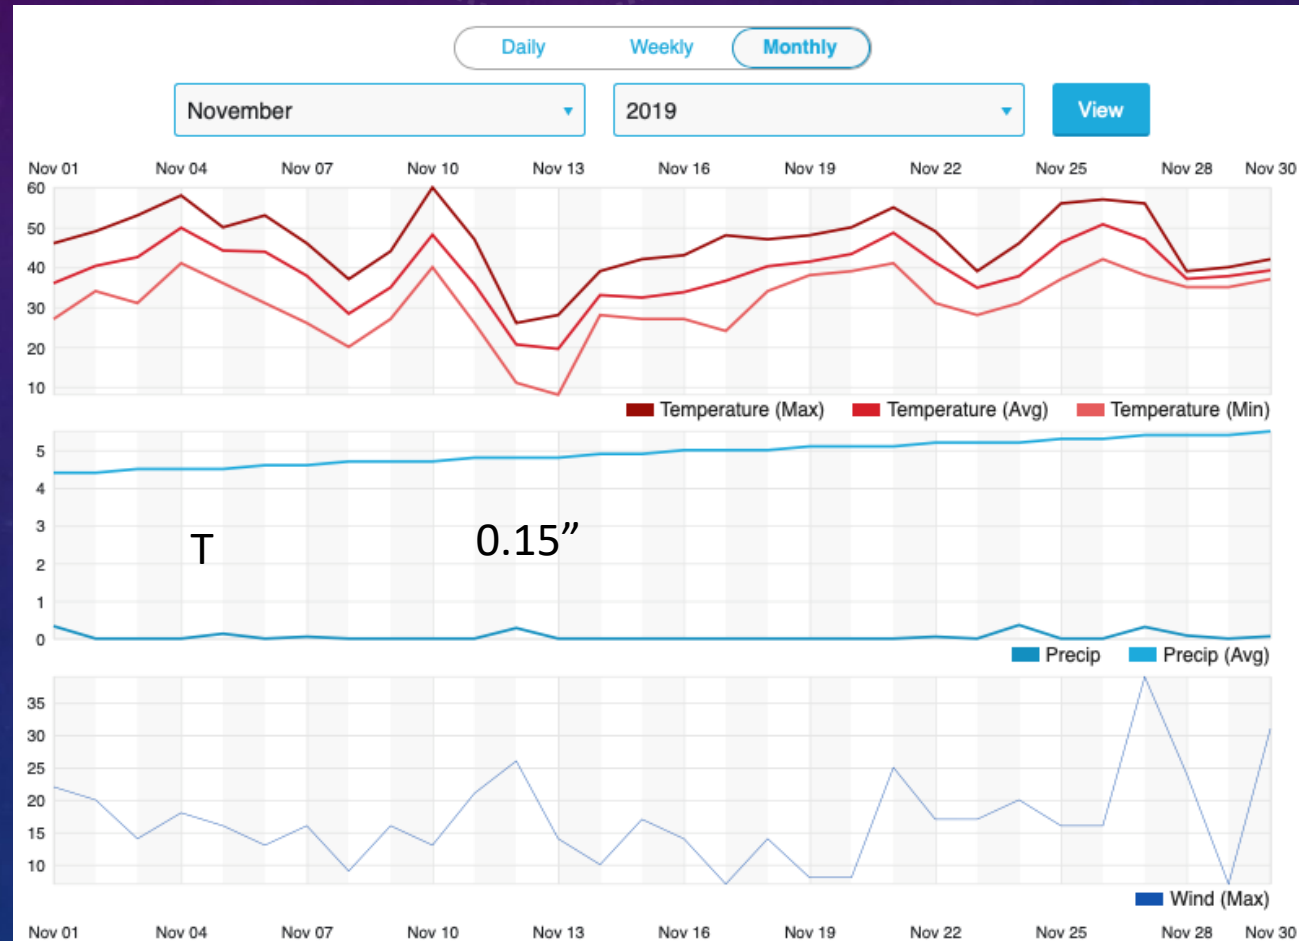 Daily Weekly Monthly
November 2019 View
Nov 01 Nov 04 Nov 07 Nov 10 Nov 13 Nov 16 Nov 19 Nov 22 Nov 25 Nov 28 Nov 30
60
50
40
30
20
10
Temperature (Max) Temperature (Avg) Temperature (Min)
5
4
3
T 0.15”
2
1
0
Precip Precip (Avg)
35
30
25
20
15
10
Wind (Max)
Nov 01 Nov 04 Nov 07 Nov 10 Nov 13 Nov 16 Nov 19 Nov 22 Nov 25 Nov 28 Nov 30